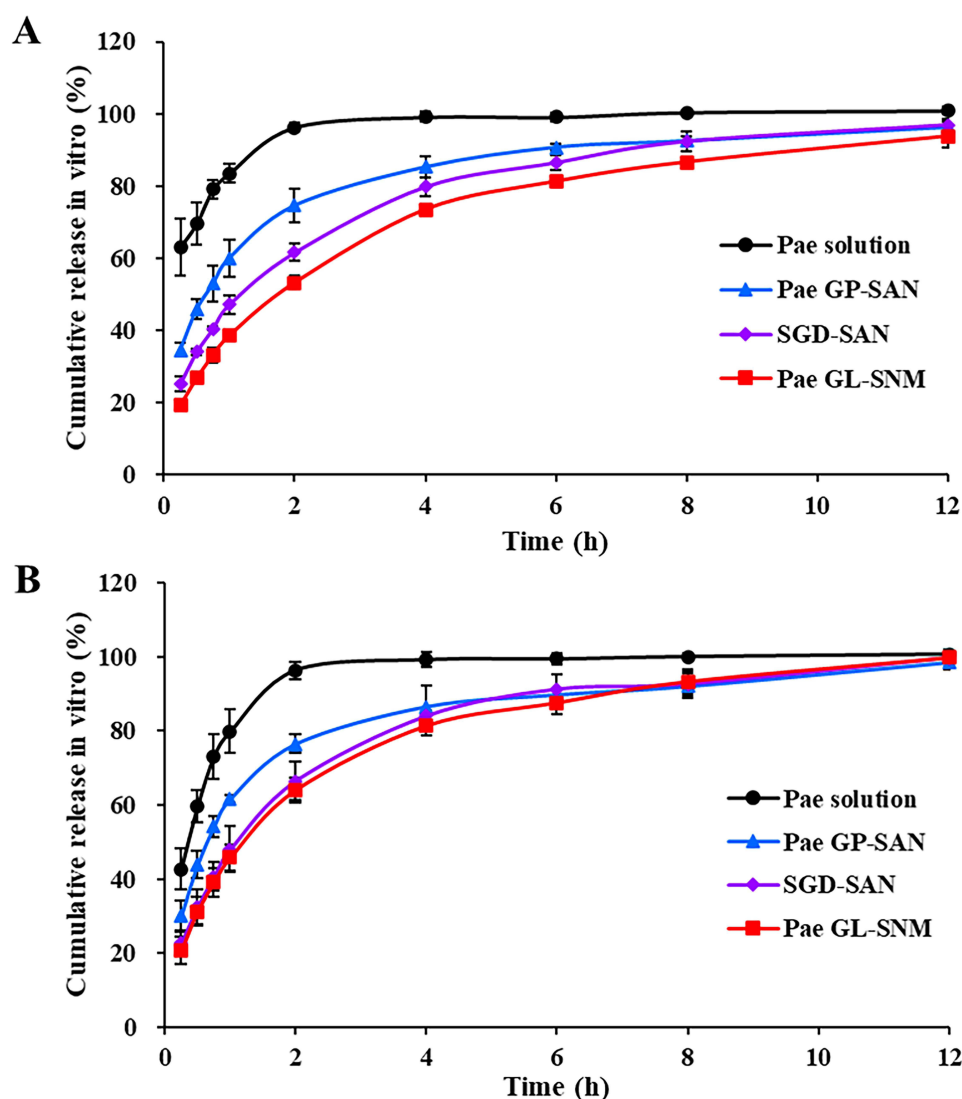 A
Cumulative release in vitro (%)
120
100
80
60
40
20
0
0 2 4 6 8 10 12
Time (h)
Pae solution
Pae GP-SAN
SGD-SAN
Pae GL-SNM
B
Cumulative release in vitro (%)
120
100
80
60
40
20
0
0 2 4 6 8 10 12
Time (h)
Pae solution
Pae GP-SAN
SGD-SAN
Pae GL-SNM